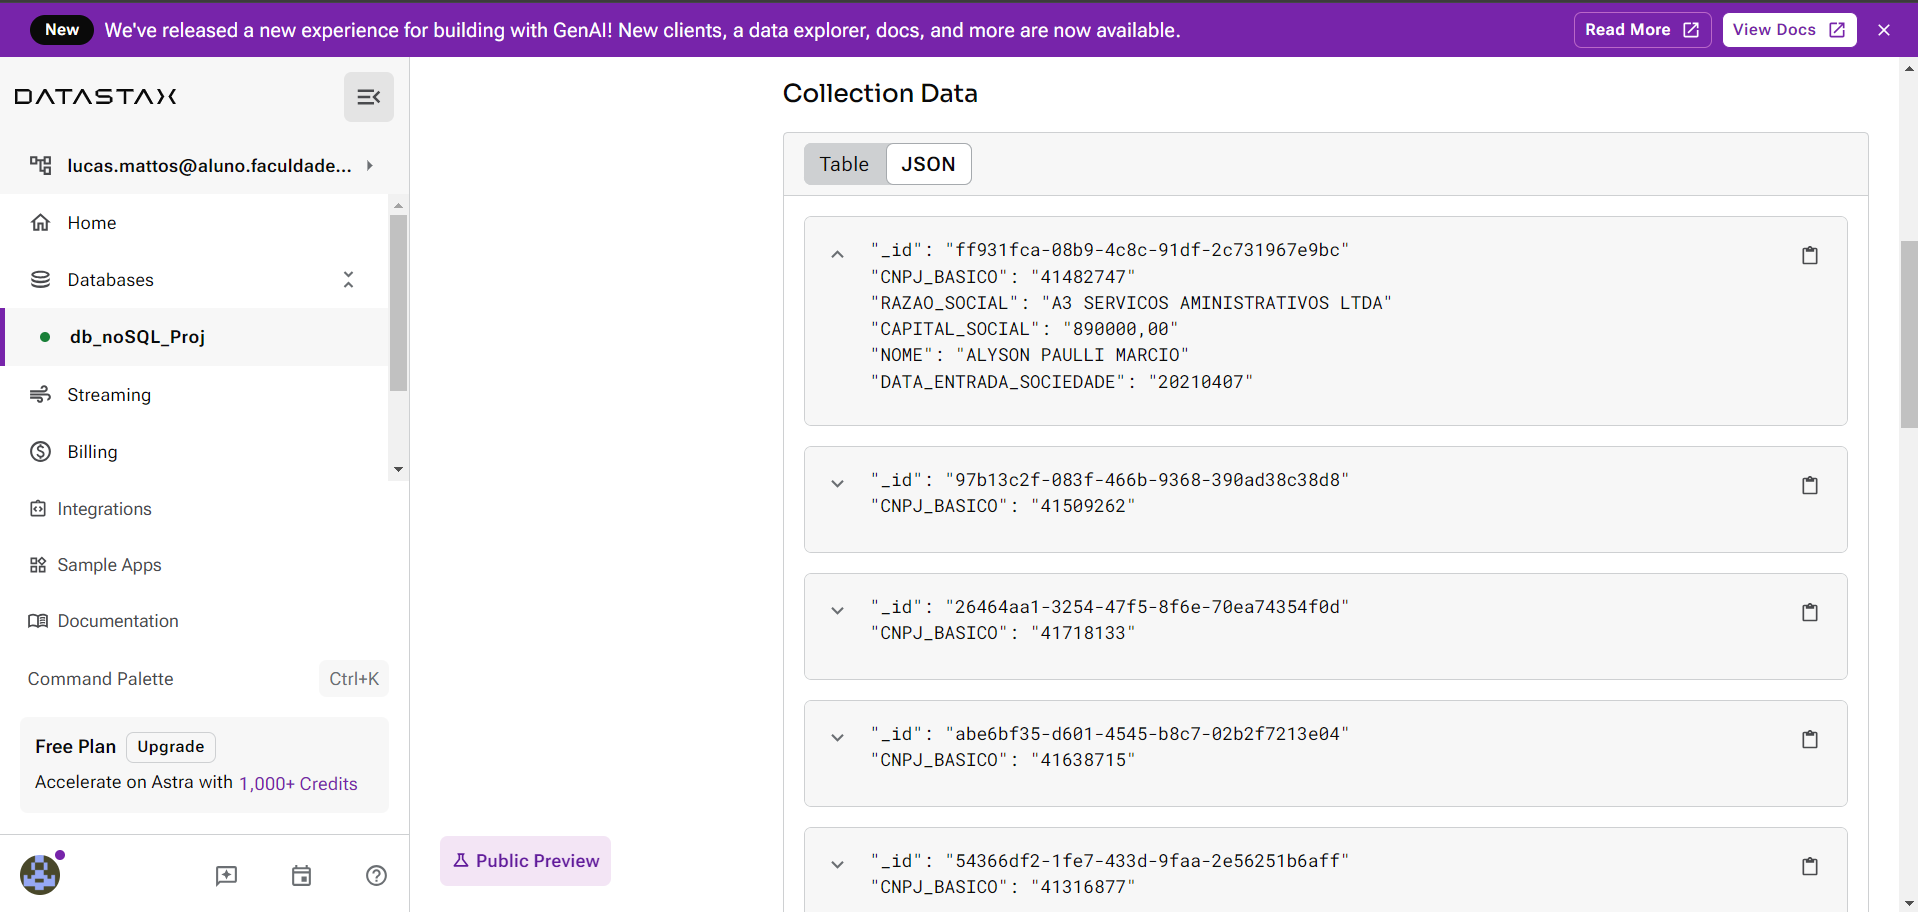 New We've released a new experience for building with GenAI! New clients, a data explorer, docs, and more are now available. Read More View Docs
DATASTAX
lucas.mattos@aluno.faculdade...
Home
Databases
db_noSQL_Proj
Streaming
Billing
Integrations
Sample Apps
Documentation
Command Palette Ctrl+K
Free Plan Upgrade
Accelerate on Astra with 1,000+ Credits
Public Preview
Collection Data
Table JSON
"_id": "ff931fca-08b9-4c8c-91df-2c731967e9bc"
"CNPJ_BASICO": "41482747"
"RAZAO_SOCIAL": "A3 SERVICOS AMINISTRATIVOS LTDA"
"CAPITAL_SOCIAL": "890000,00"
"NOME": "ALYSON PAULLI MARCIO"
"DATA_ENTRADA_SOCIEDADE": "20210407"
"_id": "97b13c2f-083f-466b-9368-390ad38c38d8"
"CNPJ_BASICO": "41509262"
"_id": "26464aa1-3254-47f5-8f6e-70ea74354f0d"
"CNPJ_BASICO": "41718133"
"_id": "abe6bf35-d601-4545-b8c7-02b2f7213e04"
"CNPJ_BASICO": "41638715"
"_id": "54366df2-1fe7-433d-9faa-2e56251b6aff"
"CNPJ_BASICO": "41316877"